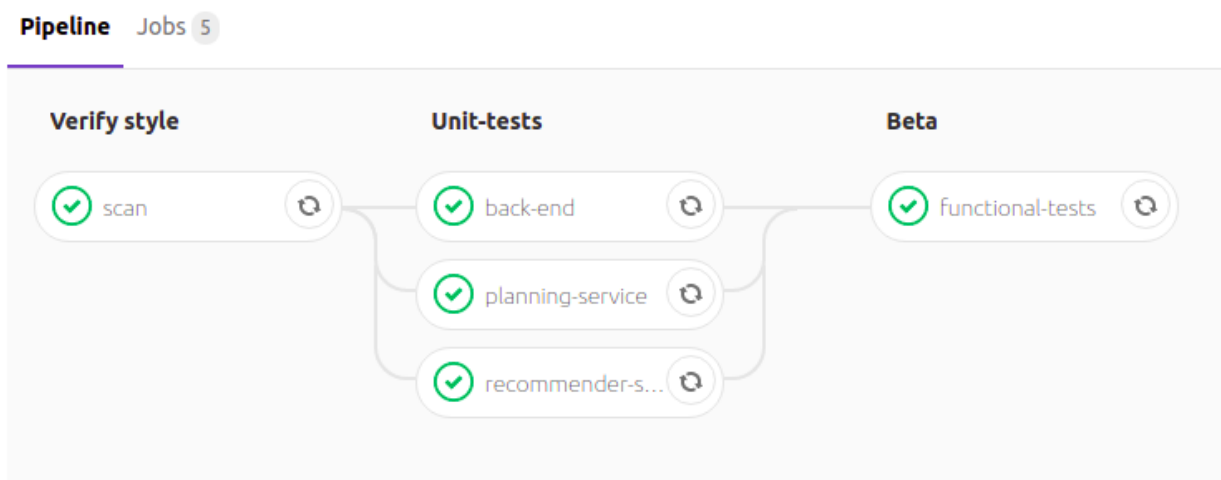 Pipeline Jobs 5
Verify style Unit-tests Beta
scan back-end functional-tests
planning-service
recommender-s...